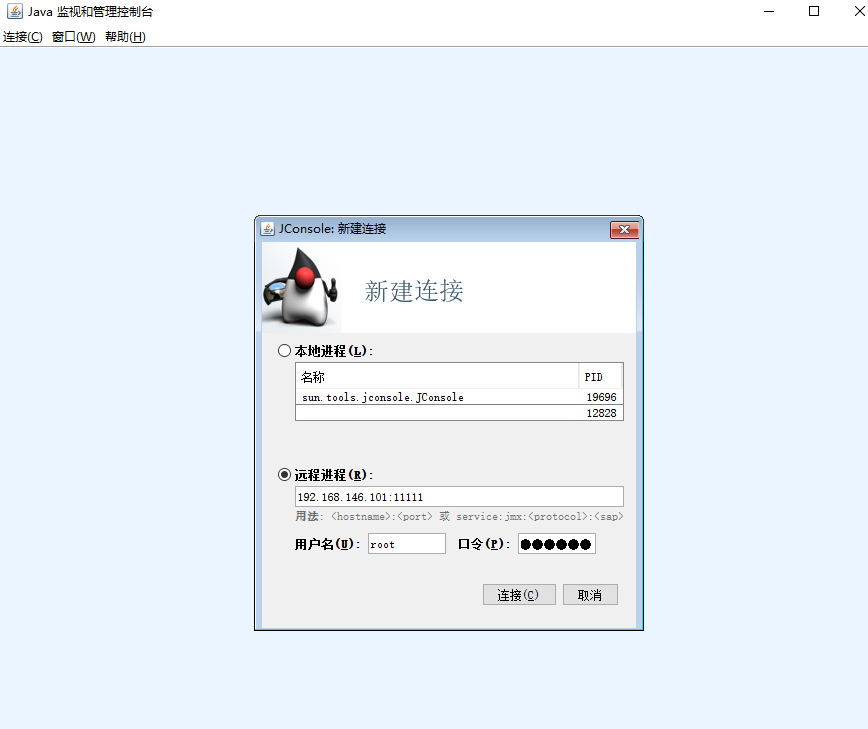 Java 监视和管理控制台
连接(C) 窗口(W) 帮助(H)
JConsole: 新建连接
新建连接
本地进程(L):
名称 PID
sun.tools.jconsole.JConsole 19696
12828
远程进程(R):
192.168.146.101:11111
用法: <hostname>:<port> 或 service:jmx:<protocol>:<sap>
用户名(U): root 口令(P): ●●●●●●
连接(C) 取消